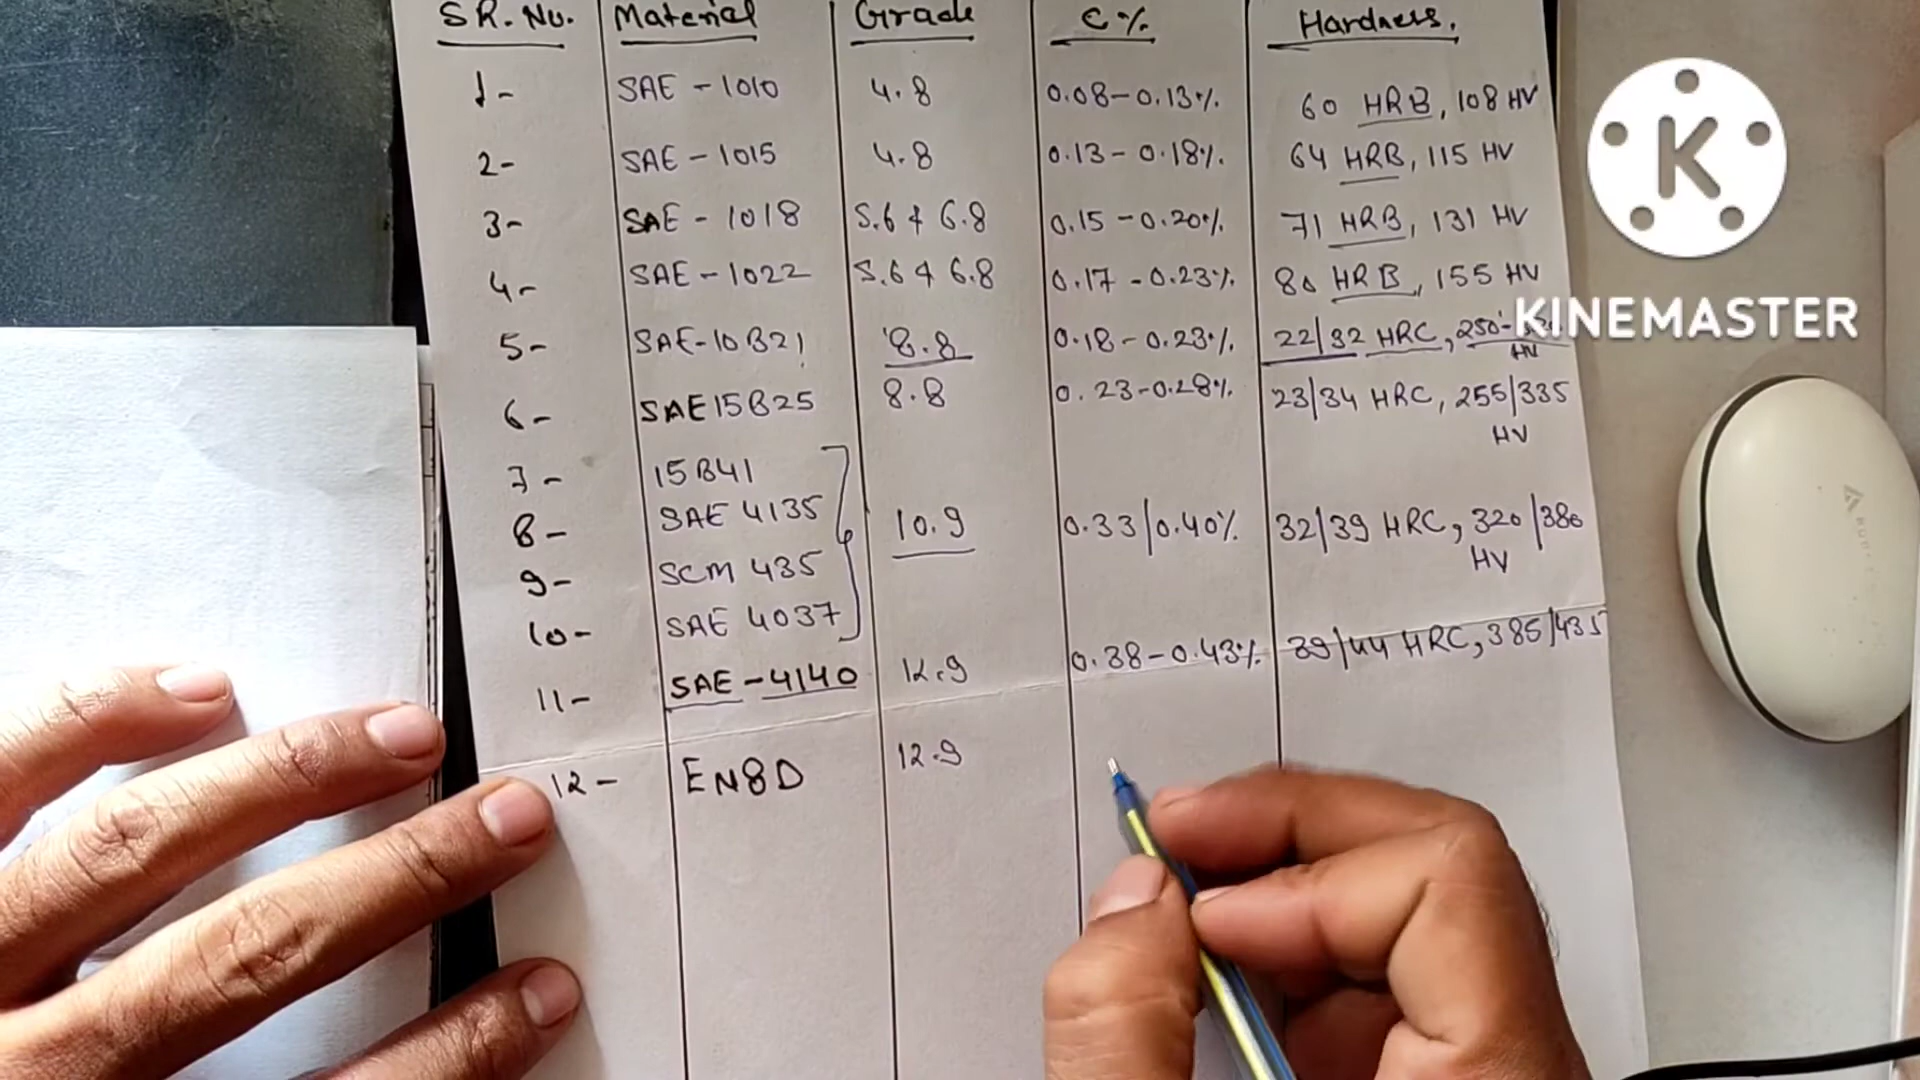 SR. No. Material Grade C% Hardness.
1- SAE - 1010 4.8 0.08-0.13% 60 HRB, 108 HV
2- SAE - 1015 4.8 0.13 - 0.18% 64 HRB, 115 HV
3- SAE - 1018 5.6 & 6.8 0.15 - 0.20% 71 HRB, 131 HV
4- SAE - 1022 5.6 & 6.8 0.17 - 0.23% 80 HRB, 155 HV
5- SAE-10B21 8.8 0.18 - 0.23% 22/32 HRC, 250-
HV
6- SAE15B25 8.8 0.23-0.28% 23/34 HRC, 255/335
HV
7- 15B41
8- SAE 4135 10.9 0.33/0.40% 32/39 HRC, 320/380
HV
9- SCM 435
10- SAE 4037
11- SAE-4140 12.9 0.38-0.43% 39/44 HRC, 385/435
12- EN8D 12.9
K
KINEMASTER